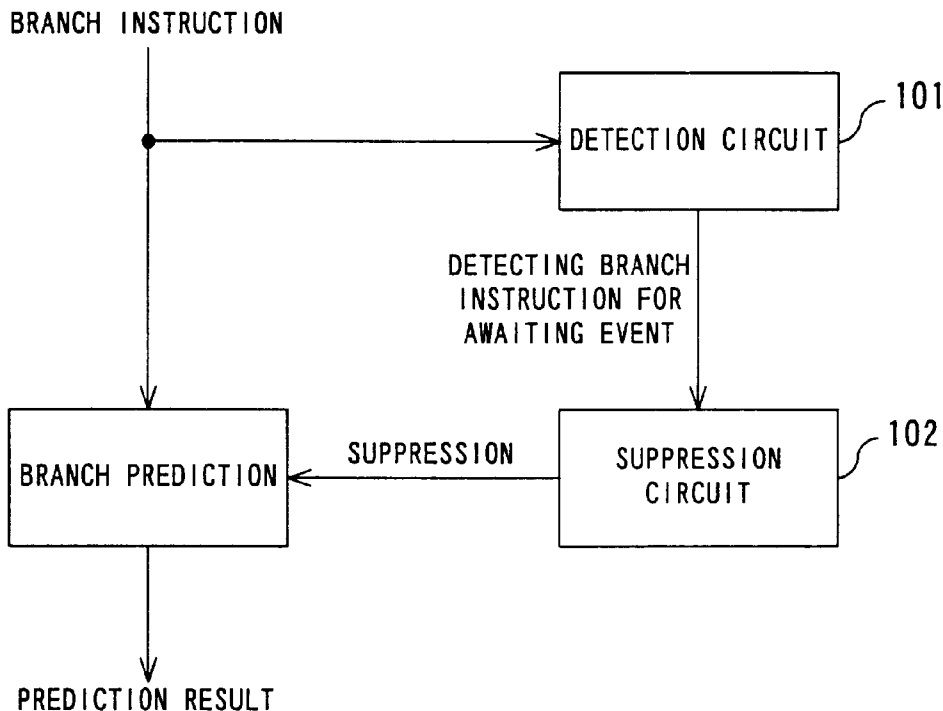 BRANCH INSTRUCTION
DETECTION CIRCUIT
101
DETECTING BRANCH
INSTRUCTION FOR
AWAITING EVENT
BRANCH PREDICTION
SUPPRESSION
SUPPRESSION
CIRCUIT
102
PREDICTION RESULT